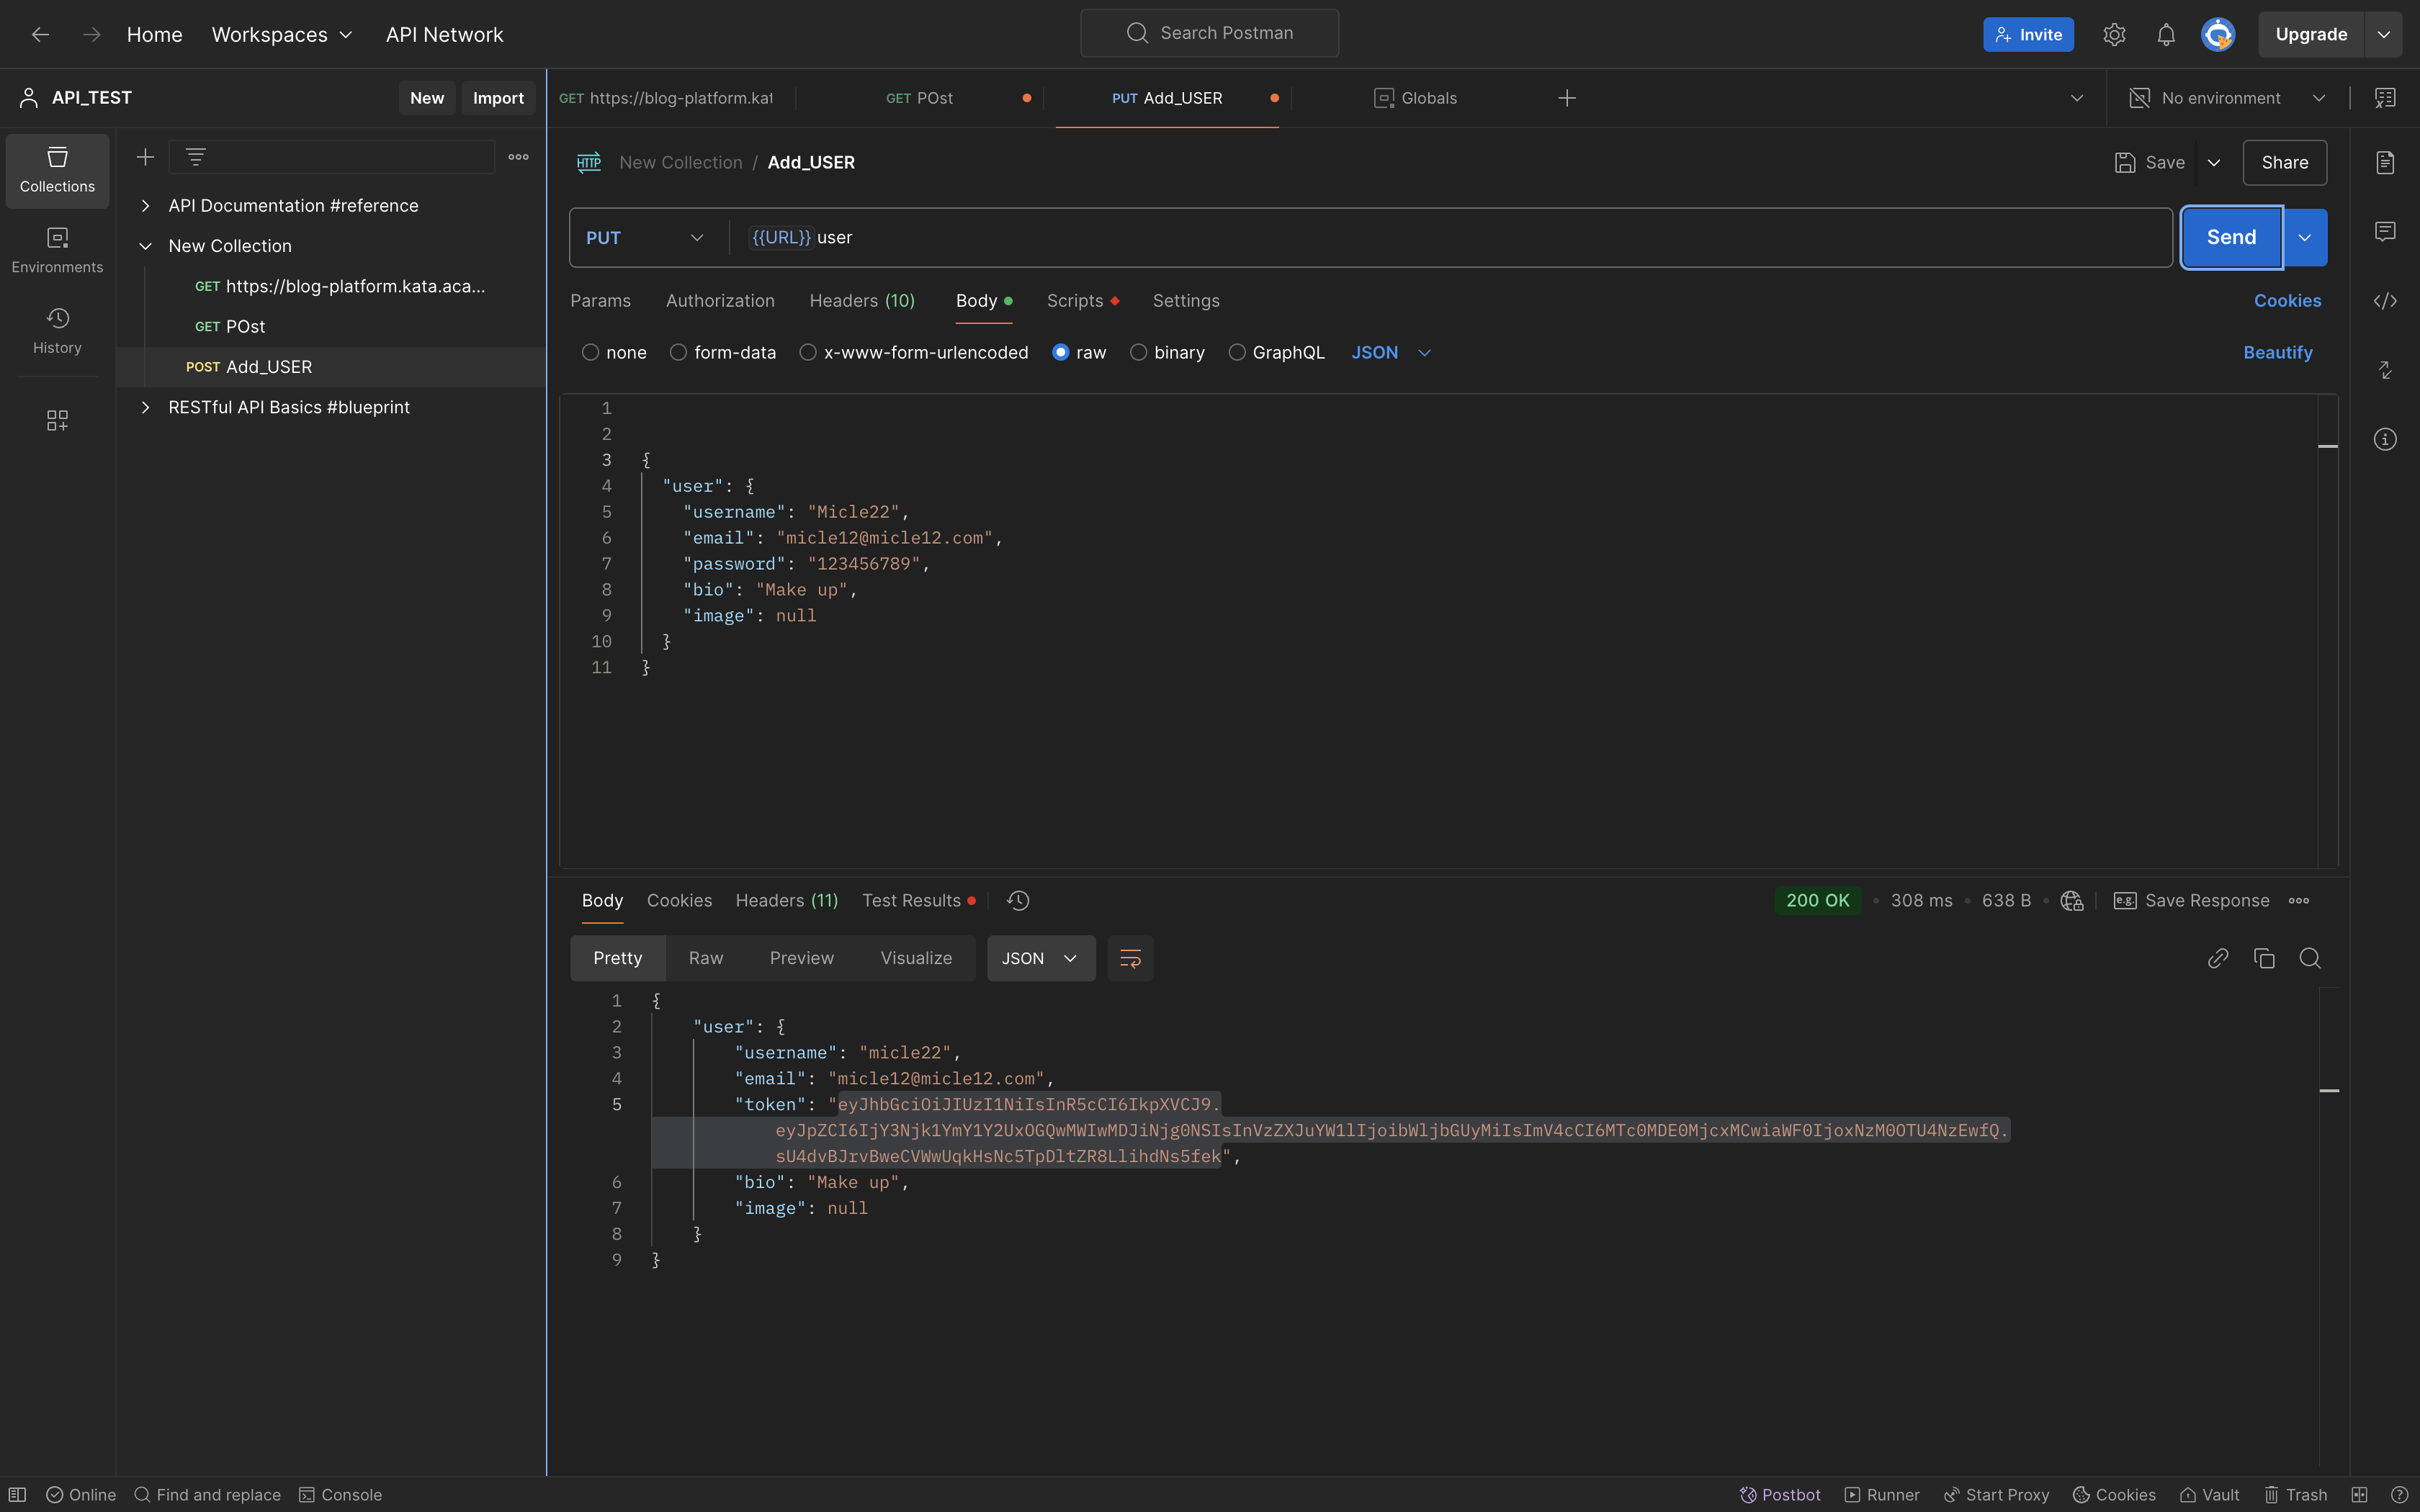 Home Workspaces API Network
Search Postman
Invite Upgrade
API_TEST New Import
GET https://blog-platform.kat
GET POst
PUT Add_USER
Globals
No environment
Collections
Environments
History
API Documentation #reference
New Collection
GET https://blog-platform.kata.aca...
GET POst
POST Add_USER
RESTful API Basics #blueprint
HTTP New Collection / Add_USER
Save Share
PUT {{URL}} user Send
Params Authorization Headers (10) Body Scripts Settings Cookies
none form-data x-www-form-urlencoded raw binary GraphQL JSON Beautify
1
2
3 {
4 "user": {
5 "username": "Micle22",
6 "email": "micle12@micle12.com",
7 "password": "123456789",
8 "bio": "Make up",
9 "image": null
10 }
11 }
Body Cookies Headers (11) Test Results 200 OK • 308 ms • 638 B e.g. Save Response
Pretty Raw Preview Visualize JSON
1 {
2 "user": {
3 "username": "micle22",
4 "email": "micle12@micle12.com",
5 "token": "eyJhbGciOiJIUzI1NiIsInR5cCI6IkpXVCJ9.
eyJpZCI6IjY3Njk1YmY1Y2UxOGQwMWIwMDJiNjg0NSIsInVzZXJuYW1lIjoibWljbGUyMiIsImV4cCI6MTc0MDE0MjcxMCwiaWF0IjoxNzM0OTU4NzEwfQ.
sU4dvBJrvBweCVWwUqkHsNc5TpDltZR8LlihdNs5fek",
6 "bio": "Make up",
7 "image": null
8 }
9 }
Online Find and replace Console Postbot Runner Start Proxy Cookies Vault Trash